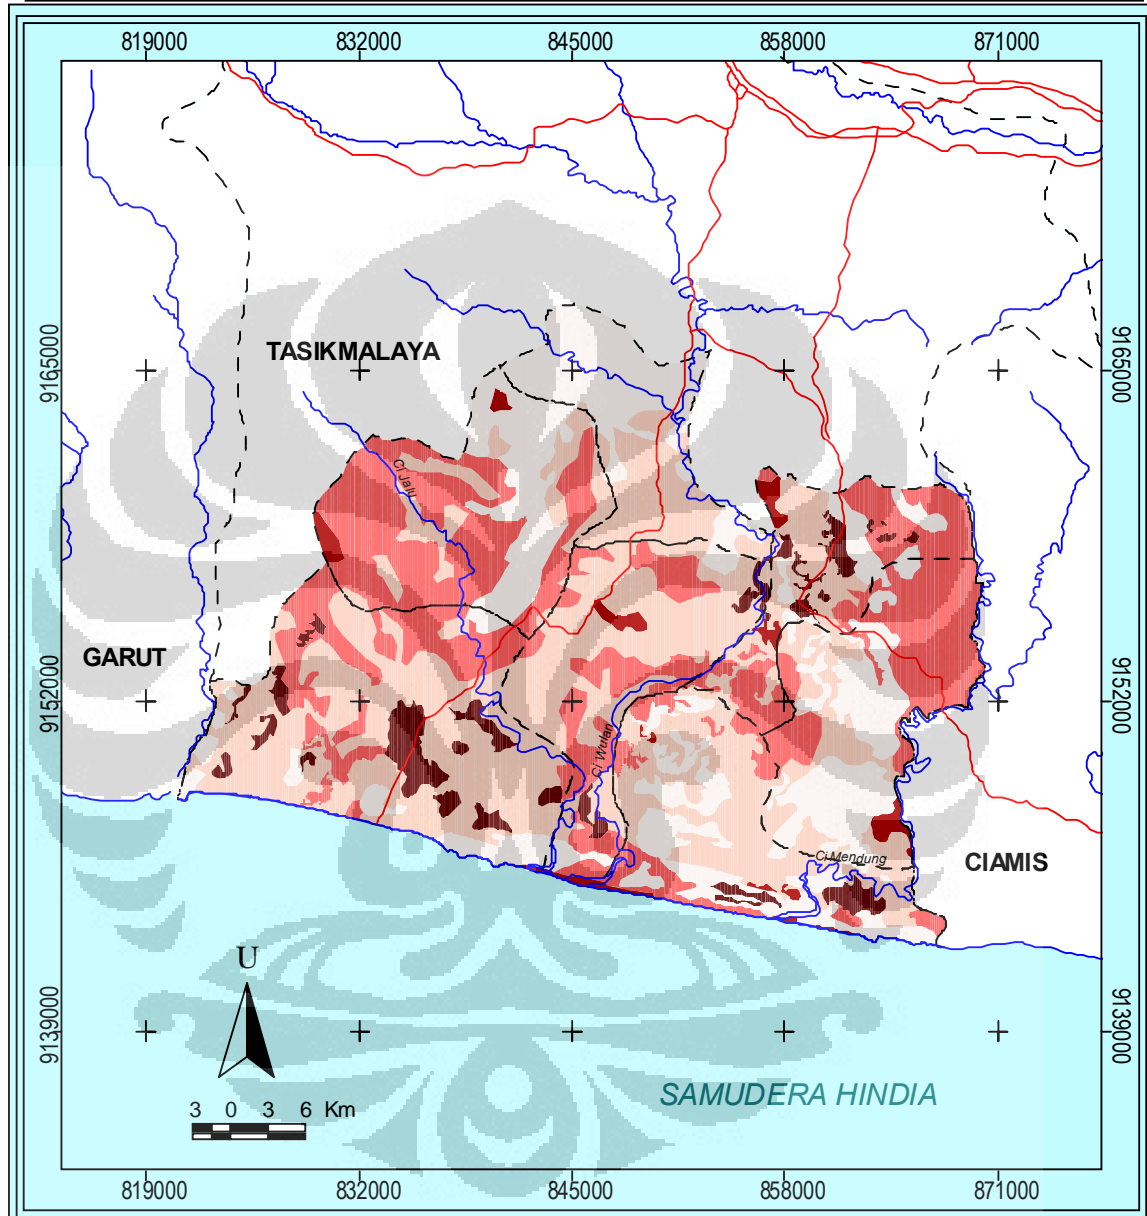 819000 832000 845000 858000 871000
9165000 9165000
TASIKMALAYA
Ci Jalu
GARUT
9152000 9152000
Ci Wulan
Ci Mendung
CIAMIS
U
9139000 9139000
3 0 3 6 Km
SAMUDERA HINDIA
819000 832000 845000 858000 871000